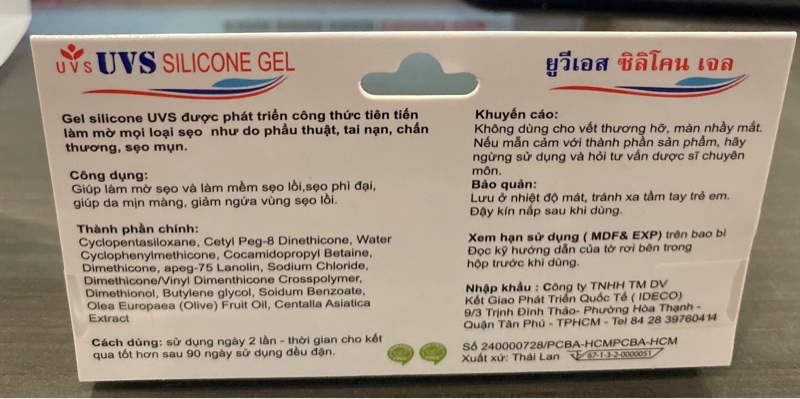 UVS UVS SILICONE GEL
Gel silicone UVS được phát triển công thức tiên tiến
làm mờ mọi loại sẹo như do phẩu thuật, tai nạn, chấn
thương, sẹo mụn.
Công dụng:
Giúp làm mờ sẹo và làm mềm sẹo lồi,sẹo phì đại,
giúp da mịn màng, giảm ngứa vùng sẹo lồi.
Thành phần chính:
Cyclopentasiloxane, Cetyl Peg-8 Dinethicone, Water
Cyclophenylmethicone, Cocamidopropyl Betaine,
Dimethicone, apeg-75 Lanolin, Sodium Chloride,
Dimethicone/Vinyl Dimenthicone Crosspolymer,
Dimethionol, Butylene glycol, Soidum Benzoate,
Olea Europaea (Olive) Fruit Oil, Centalla Asiatica
Extract
Cách dùng: sử dụng ngày 2 lần - thời gian cho kết
quả tốt hơn sau 90 ngày sử dụng đều đặn.
ยูวีเอส ซิลิโคน เจล
Khuyến cáo:
Không dùng cho vết thương hỡ, màn nhầy mắt.
Nếu mẫn cảm với thành phần sản phẩm, hãy
ngừng sử dụng và hỏi tư vấn dược sĩ chuyên
môn.
Bảo quản:
Lưu ở nhiệt độ mát, tránh xa tầm tay trẻ em.
Đậy kín nắp sau khi dùng.
Xem hạn sử dụng ( MDF& EXP) trên bao bì
Đọc kỹ hướng dẫn của tờ rơi bên trong
hộp trước khi dùng.
Nhập khẩu : Công ty TNHH TM DV
Kết Giao Phát Triển Quốc Tế ( IDECO)
9/3 Trịnh Đình Thảo- Phường Hòa Thạnh -
Quận Tân Phú - TPHCM - Tel 84 28 39760414
Số 240000728/PCBA-HCMPCBA-HCM
Xuất xứ: Thái Lan 67-1-3-2-0000051